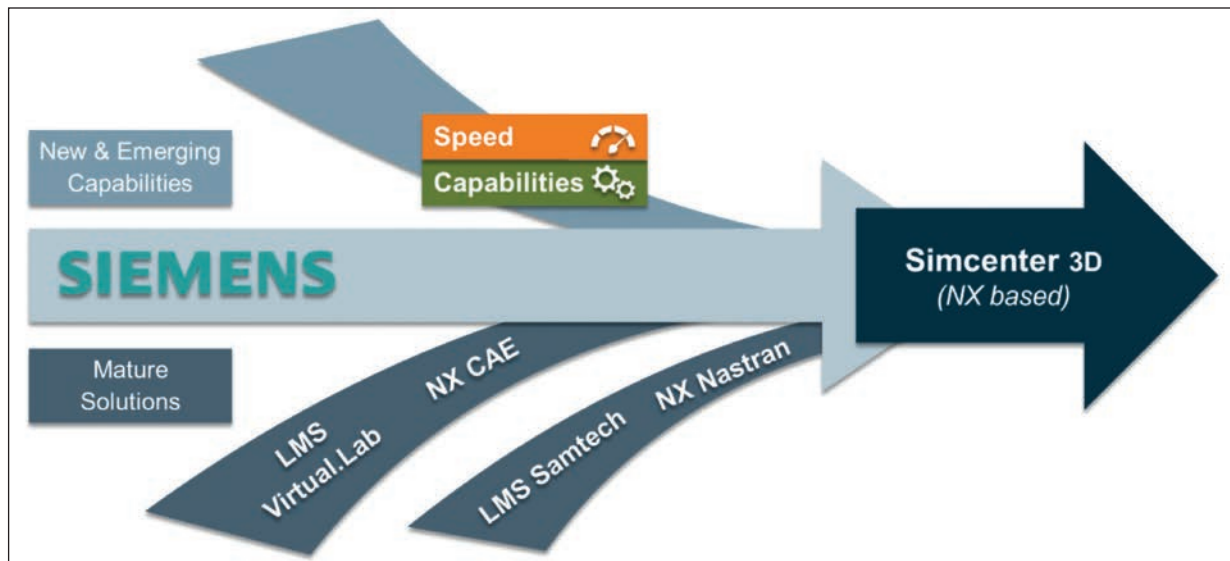 New & Emerging
Capabilities
Speed
Capabilities
SIEMENS
Simcenter 3D
(NX based)
Mature
Solutions
LMS
Virtual.Lab
NX CAE
LMS Samtech
NX Nastran